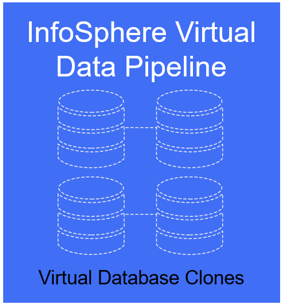 InfoSphere Virtual
Data Pipeline
Virtual Database Clones